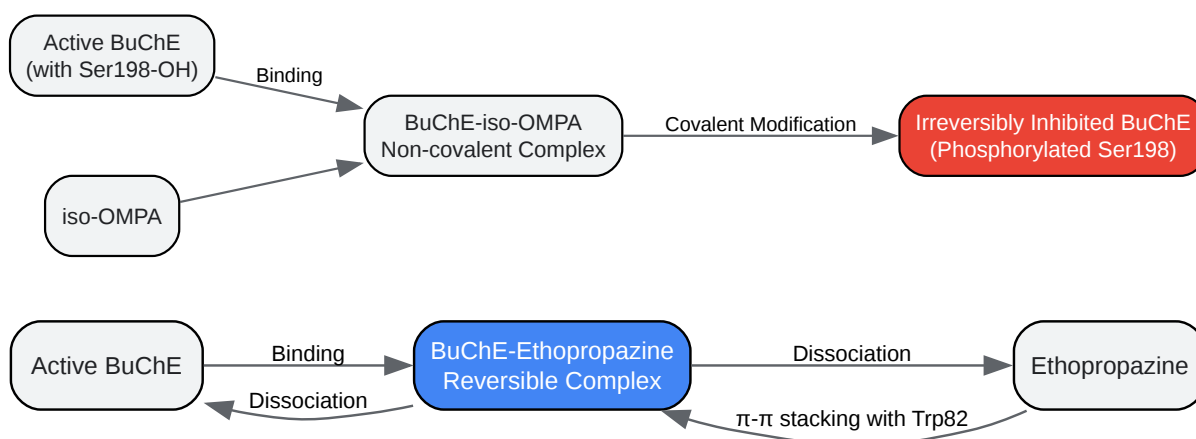 Active BuChE
(with Ser198-OH)
Binding
BuChE-iso-OMPA
Non-covalent Complex
Covalent Modification
Irreversibly Inhibited BuChE
(Phosphorylated Ser198)
iso-OMPA
Active BuChE
Binding
Dissociation
BuChE-Ethopropazine
Reversible Complex
Dissociation
π-π stacking with Trp82
Ethopropazine